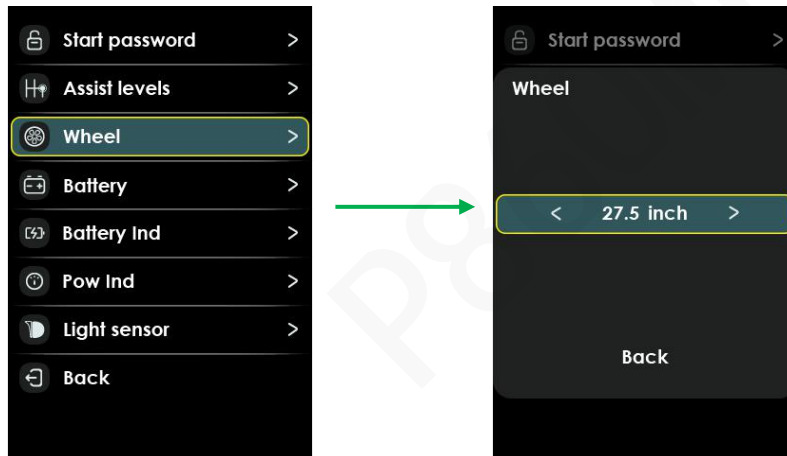 Start password >
Assist levels >
Wheel >
Battery >
Battery Ind >
Pow Ind >
Light sensor >
Back
Start password >
Wheel
< 27.5 inch >
Back